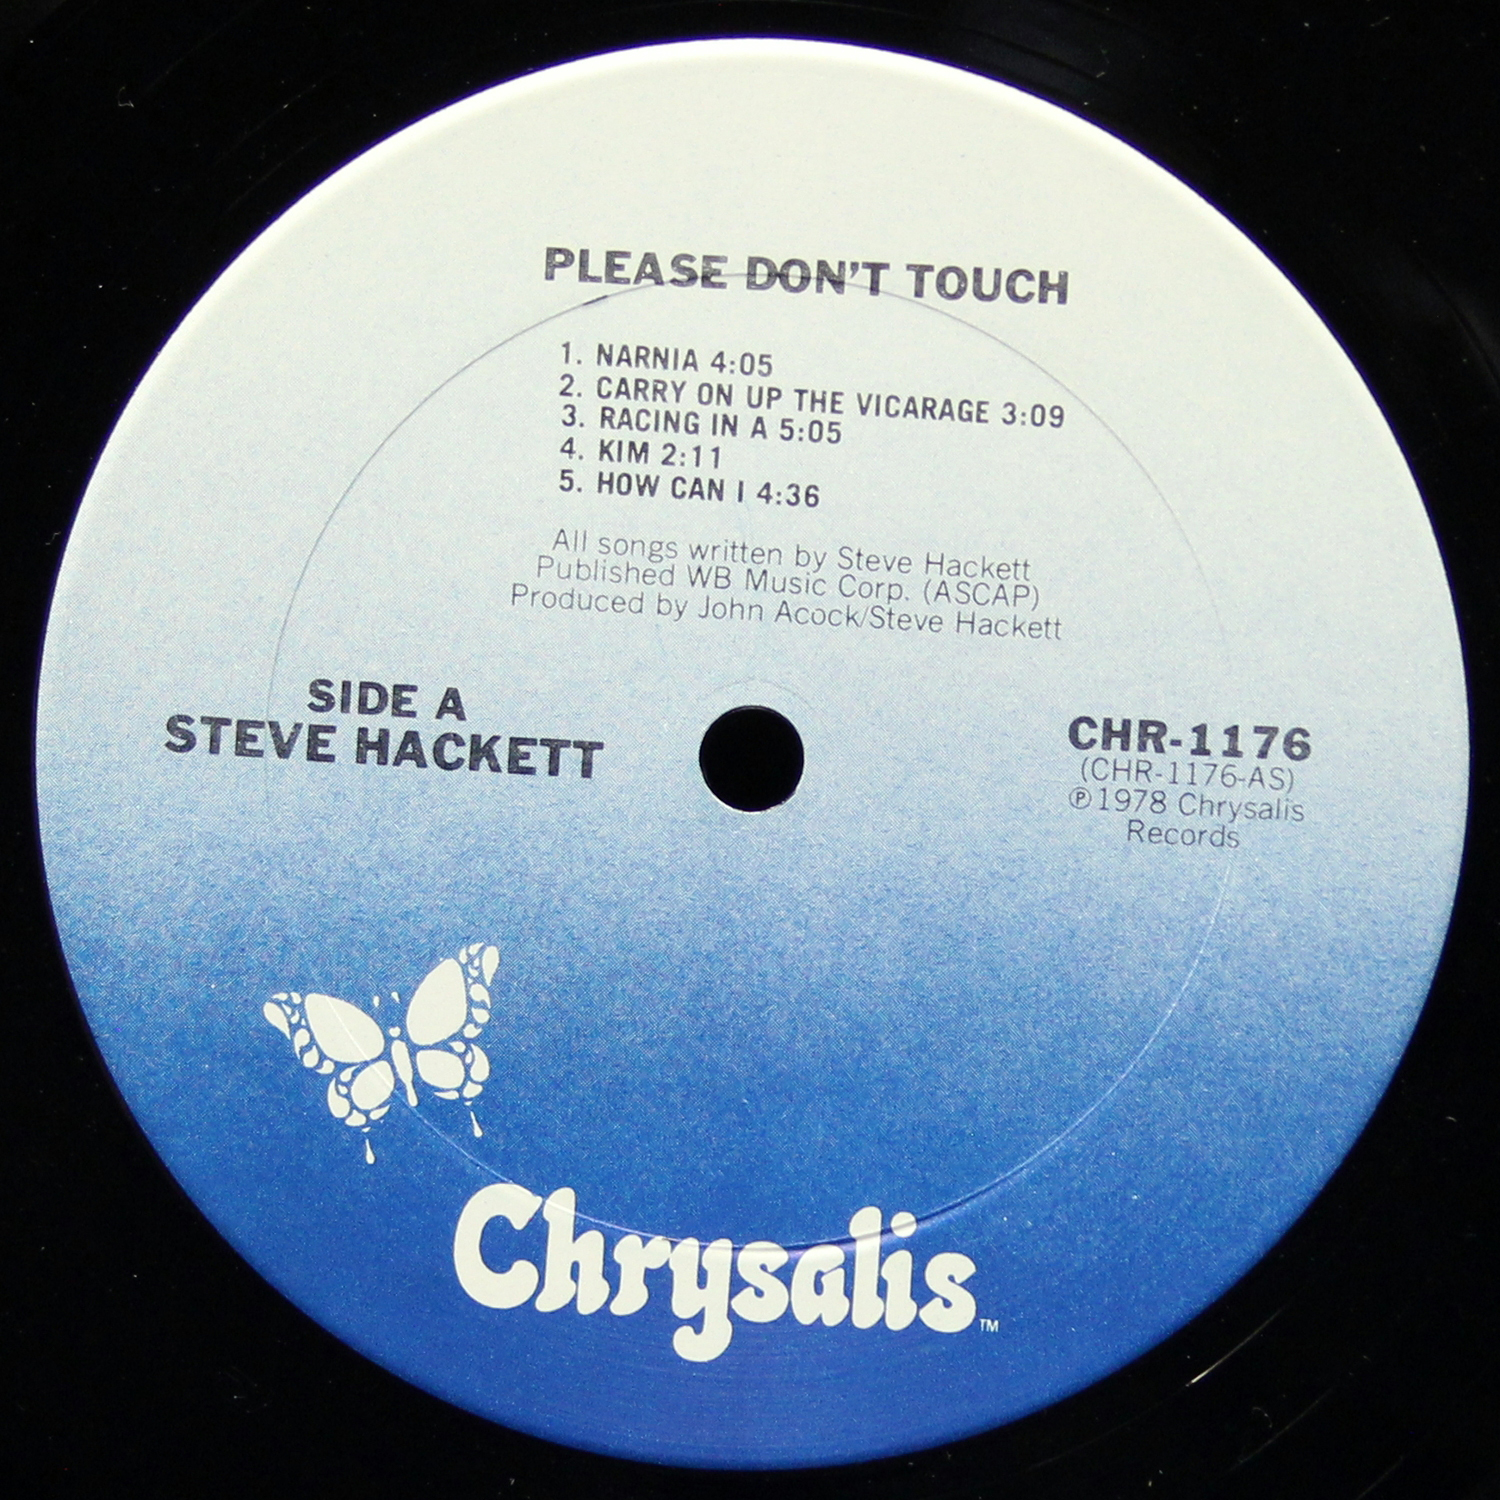 PLEASE DON'T TOUCH
1. NARNIA 4:05
2. CARRY ON UP THE VICARAGE 3:09
3. RACING IN A 5:05
4. KIM 2:11
5. HOW CAN I 4:36
All songs written by Steve Hackett
Published WB Music Corp. (ASCAP)
Produced by John Acock/Steve Hackett
SIDE A
STEVE HACKETT
CHR-1176
(CHR-1176-AS)
℗1978 Chrysalis
Records
Chrysalis™